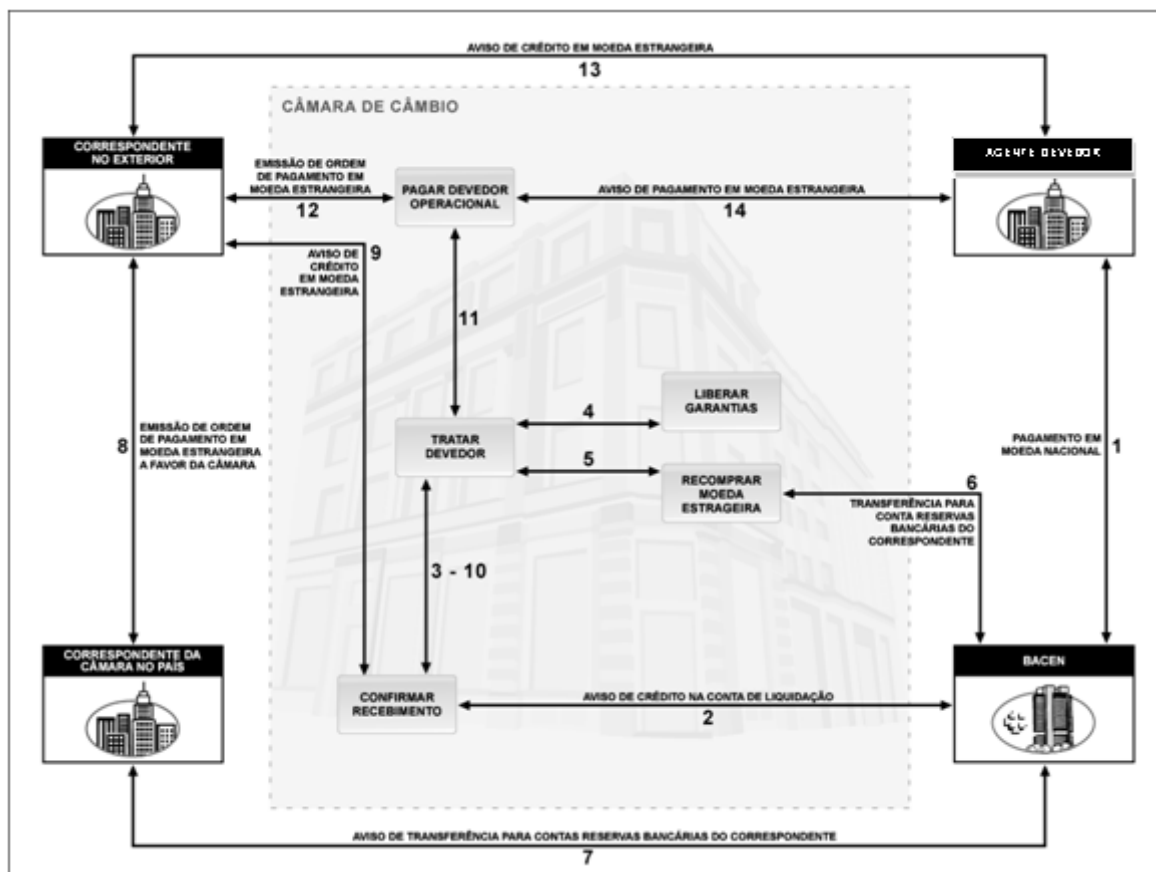 AVISO DE CRÉDITO EM MOEDA ESTRANGEIRA
13
CÂMARA DE CÂMBIO
CORRESPONDENTE
NO EXTERIOR
EMISSÃO DE ORDEM
DE PAGAMENTO EM
MOEDA ESTRANGEIRA
12
PAGAR DEVEDOR
OPERACIONAL
AVISO DE PAGAMENTO EM MOEDA ESTRANGEIRA
14
AGENTE DEVEDOR
AVISO DE
CRÉDITO
EM MOEDA
ESTRANGEIRA
9
11
8
EMISSÃO DE ORDEM
DE PAGAMENTO EM
MOEDA ESTRANGEIRA
A FAVOR DA CÂMARA
TRATAR
DEVEDOR
4
LIBERAR
GARANTIAS
5
RECOMPRAR
MOEDA
ESTRAGEIRA
PAGAMENTO EM
MOEDA NACIONAL
1
6
TRANSFERÊNCIA PARA
CONTA RESERVAS
BANCÁRIAS DO
CORRESPONDENTE
3 - 10
CORRESPONDENTE DA
CÂMARA NO PAÍS
CONFIRMAR
RECEBIMENTO
AVISO DE CRÉDITO NA CONTA DE LIQUIDAÇÃO
2
BACEN
AVISO DE TRANSFERÊNCIA PARA CONTAS RESERVAS BANCÁRIAS DO CORRESPONDENTE
7